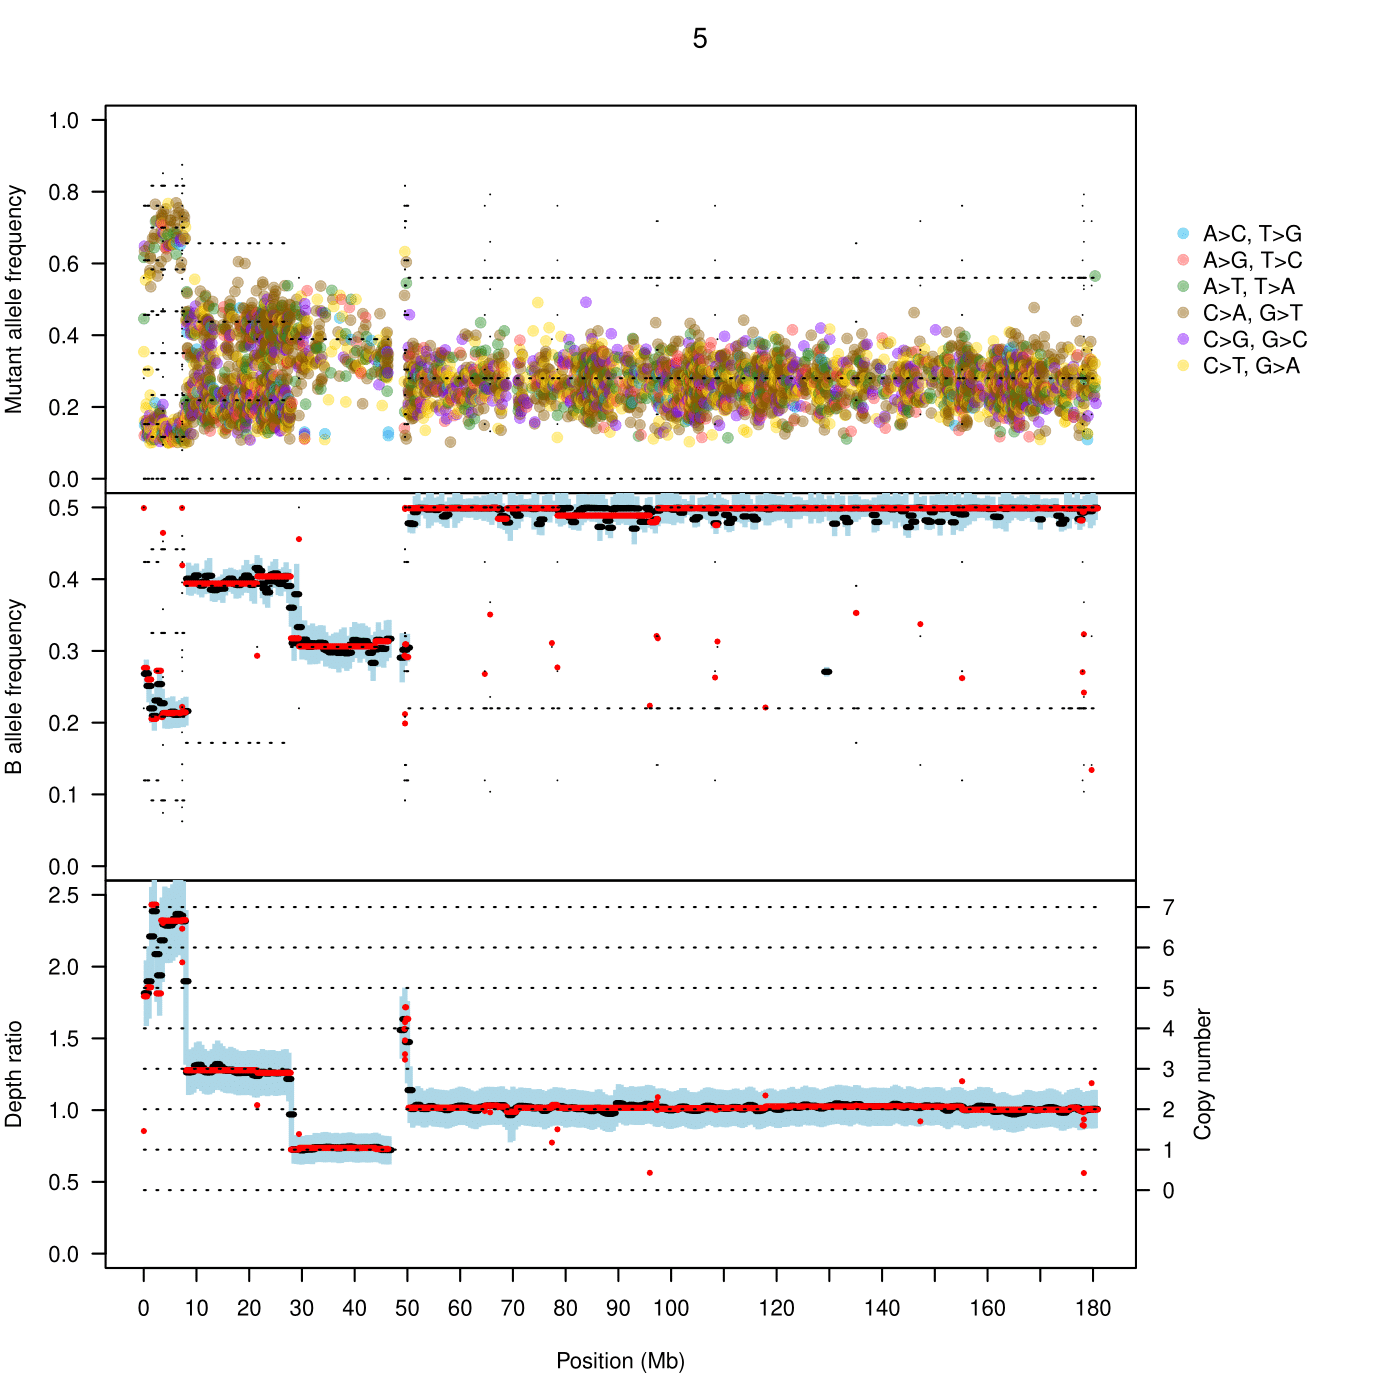 5
Mutant allele frequency
1.0
0.8
0.6
0.4
0.2
0.0
A>C, T>G
A>G, T>C
A>T, T>A
C>A, G>T
C>G, G>C
C>T, G>A
B allele frequency
0.5
0.4
0.3
0.2
0.1
0.0
Depth ratio
2.5
2.0
1.5
1.0
0.5
0.0
7
6
5
4
3
2
1
0
Copy number
0 10 20 30 40 50 60 70 80 90 100 120 140 160 180
Position (Mb)